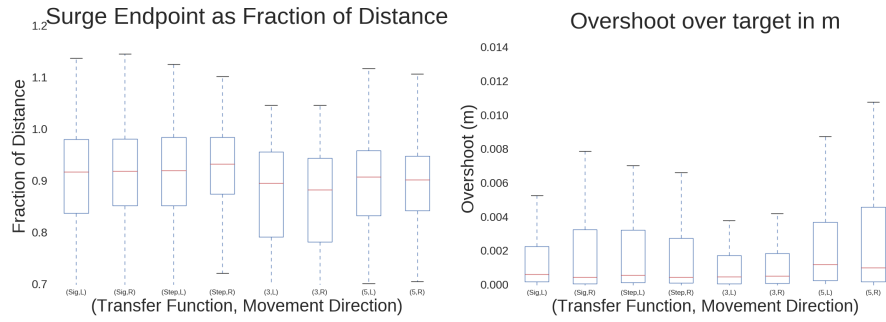 Surge Endpoint as Fraction of Distance
1.2
1.1
1.0
0.9
0.8
0.7
Fraction of Distance
(Sig,L) (Sig,R) (Step,L) (Step,R) (3,L) (3,R) (5,L) (5,R)
(Transfer Function, Movement Direction)
Overshoot over target in m
0.014
0.012
0.010
0.008
0.006
0.004
0.002
0.000
Overshoot (m)
(Sig,L) (Sig,R) (Step,L) (Step,R) (3,L) (3,R) (5,L) (5,R)
(Transfer Function, Movement Direction)